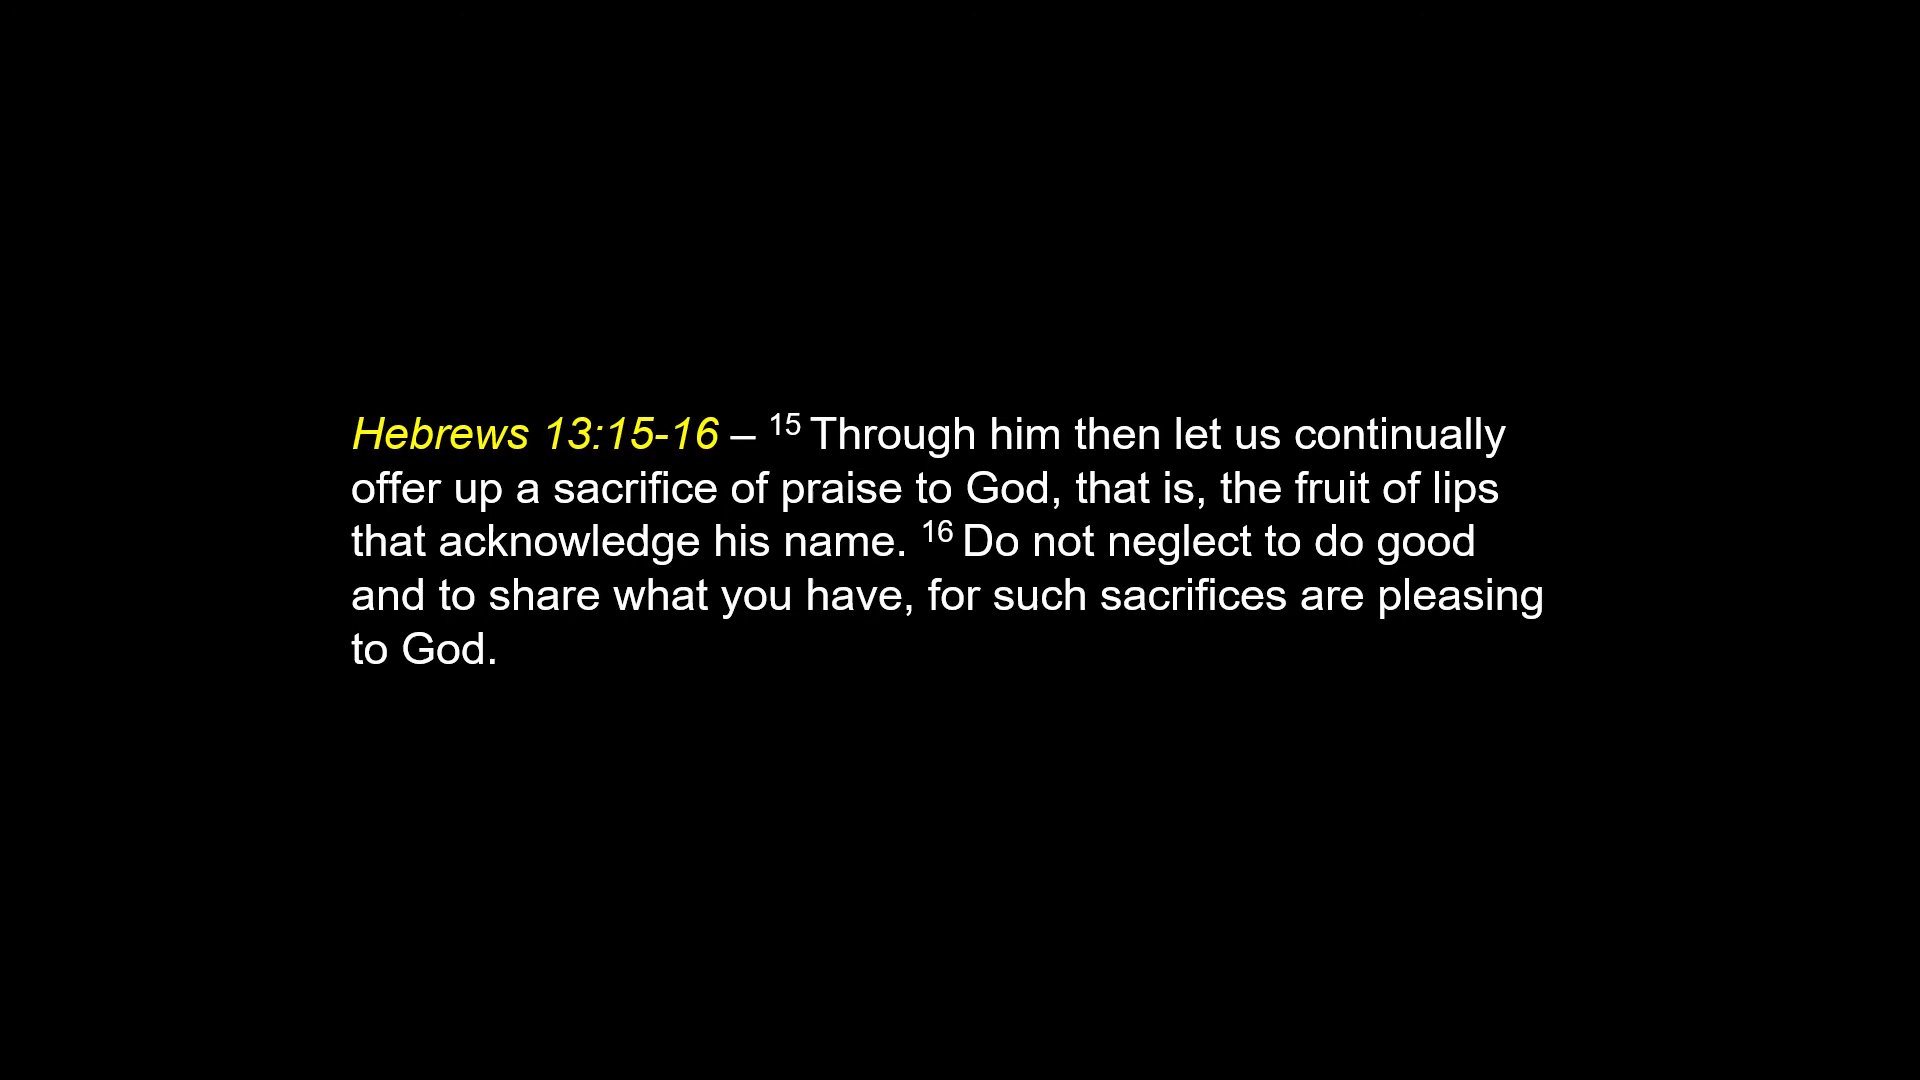 Hebrews 13:15-16 – 15 Through him then let us continually
offer up a sacrifice of praise to God, that is, the fruit of lips
that acknowledge his name. 16 Do not neglect to do good
and to share what you have, for such sacrifices are pleasing
to God.